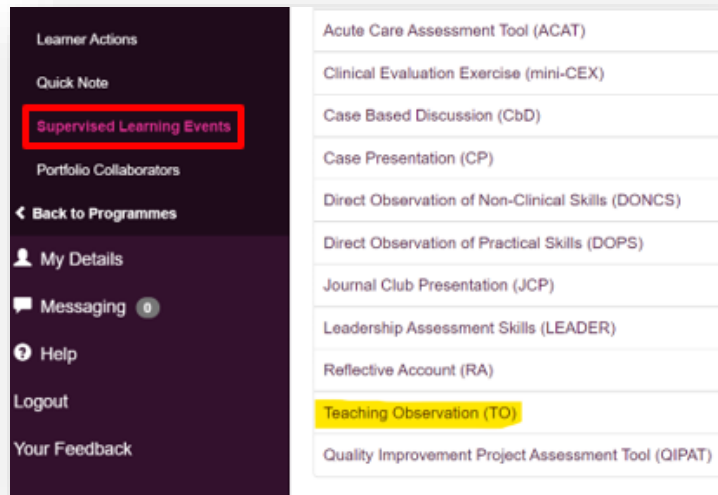 Learner Actions
Quick Note
Supervised Learning Events
Portfolio Collaborators
Back to Programmes
My Details
Messaging 0
Help
Logout
Your Feedback
Acute Care Assessment Tool (ACAT)
Clinical Evaluation Exercise (mini-CEX)
Case Based Discussion (CbD)
Case Presentation (CP)
Direct Observation of Non-Clinical Skills (DONCS)
Direct Observation of Practical Skills (DOPS)
Journal Club Presentation (JCP)
Leadership Assessment Skills (LEADER)
Reflective Account (RA)
Teaching Observation (TO)
Quality Improvement Project Assessment Tool (QIPAT)